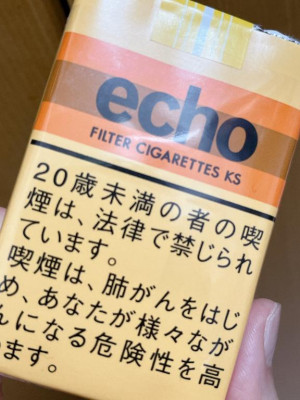 echo
FILTER CIGARETTES KS
20歳未満の者の喫
煙は、法律で禁じられ
ています。
喫煙は、肺がんをはじ
め、あなたが様々なが
んになる危険性を高
います。